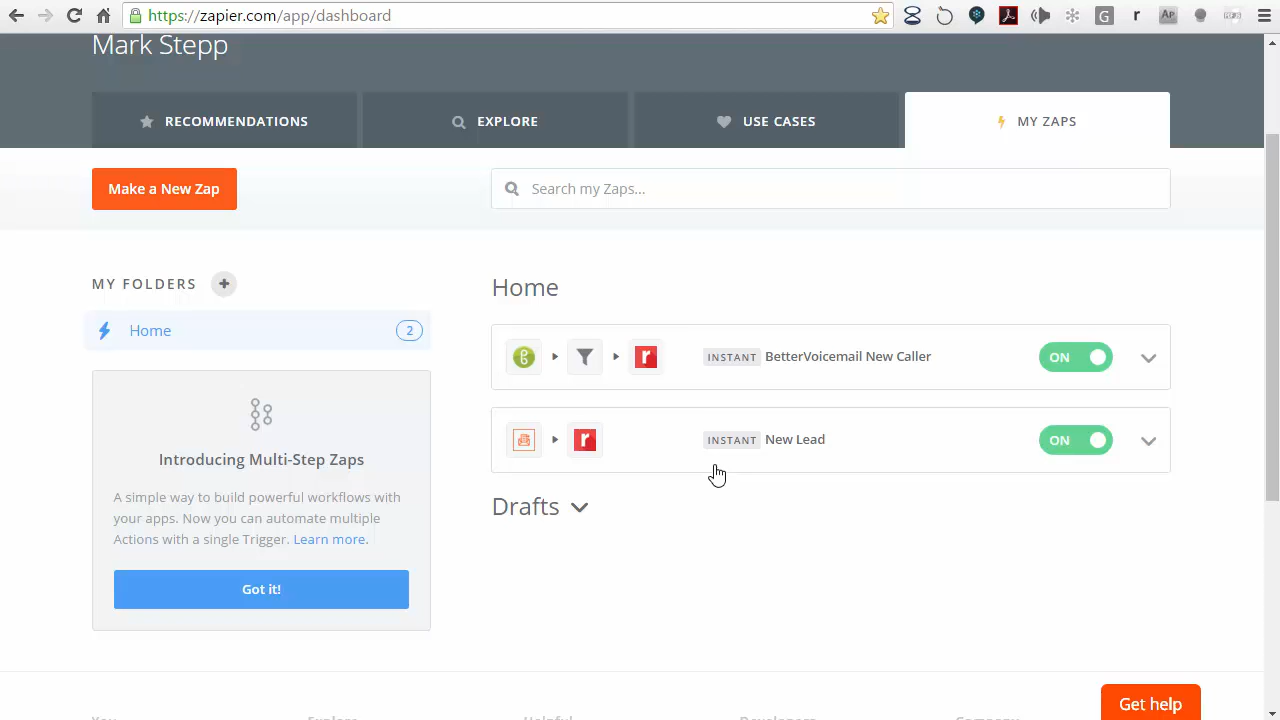 https://zapier.com/app/dashboard
Mark Stepp
RECOMMENDATIONS
EXPLORE
USE CASES
MY ZAPS
Make a New Zap
Search my Zaps...
MY FOLDERS
Home
2
Introducing Multi-Step Zaps
A simple way to build powerful workflows with
your apps. Now you can automate multiple
Actions with a single Trigger. Learn more.
Got it!
Home
INSTANT BetterVoicemail New Caller
ON
INSTANT New Lead
ON
Drafts
Get help